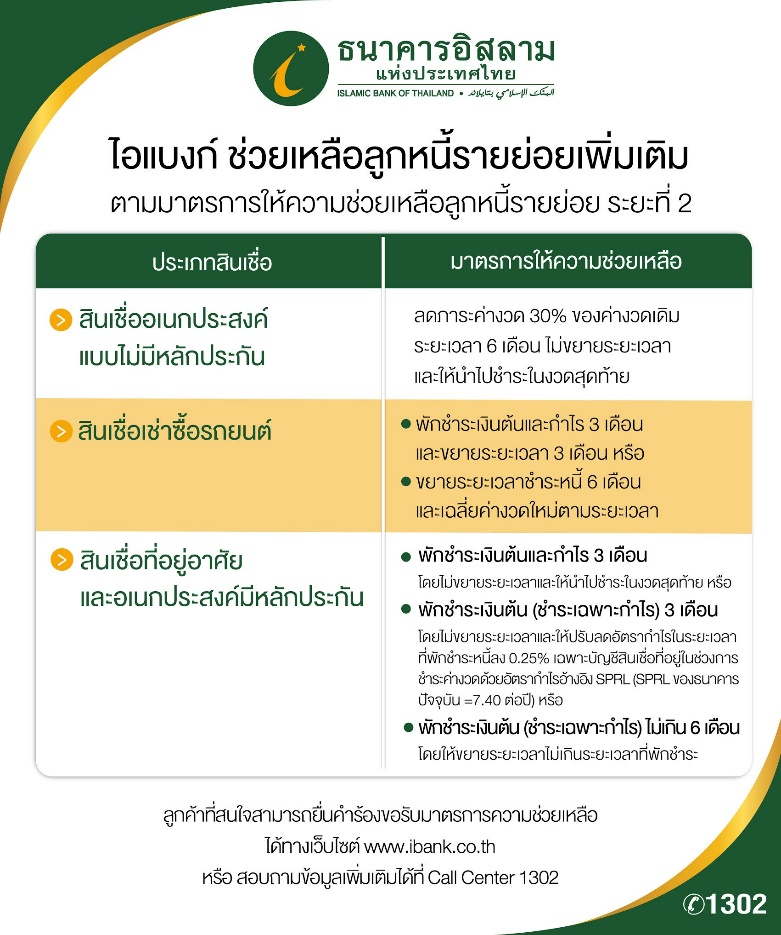 ธนาคารอิสลาม
แห่งประเทศไทย
ISLAMIC BANK OF THAILAND • البنك الإسلامي بتايلاند
ไอแบงก์ ช่วยเหลือลูกหนี้รายย่อยเพิ่มเติม
ตามมาตรการให้ความช่วยเหลือลูกหนี้รายย่อย ระยะที่ 2
ประเภทสินเชื่อ
มาตรการให้ความช่วยเหลือ
สินเชื่ออเนกประสงค์
แบบไม่มีหลักประกัน
ลดภาระค่างวด 30% ของค่างวดเดิม
ระยะเวลา 6 เดือน ไม่ขยายระยะเวลา
และให้นำไปชำระในงวดสุดท้าย
สินเชื่อเช่าซื้อรถยนต์
• พักชำระเงินต้นและกำไร 3 เดือน
และขยายระยะเวลา 3 เดือน หรือ
• ขยายระยะเวลาชำระหนี้ 6 เดือน
และเฉลี่ยค่างวดใหม่ตามระยะเวลา
สินเชื่อที่อยู่อาศัย
และอเนกประสงค์มีหลักประกัน
• พักชำระเงินต้นและกำไร 3 เดือน
โดยไม่ขยายระยะเวลาและให้นำไปชำระในงวดสุดท้าย หรือ
• พักชำระเงินต้น (ชำระเฉพาะกำไร) 3 เดือน
โดยไม่ขยายระยะเวลาและให้ปรับลดอัตรากำไรในระยะเวลา
ที่พักชำระหนี้ลง 0.25% เฉพาะบัญชีสินเชื่อที่อยู่ในช่วงการ
ชำระค่างวดด้วยอัตรากำไรอ้างอิง SPRL (SPRL ของธนาคาร
ปัจจุบัน =7.40 ต่อปี) หรือ
• พักชำระเงินต้น (ชำระเฉพาะกำไร) ไม่เกิน 6 เดือน
โดยให้ขยายระยะเวลาไม่เกินระยะเวลาที่พักชำระ
ลูกค้าที่สนใจสามารถยื่นคำร้องขอรับมาตรการความช่วยเหลือ
ได้ทางเว็บไซต์ www.ibank.co.th
หรือ สอบถามข้อมูลเพิ่มเติมได้ที่ Call Center 1302
✆1302